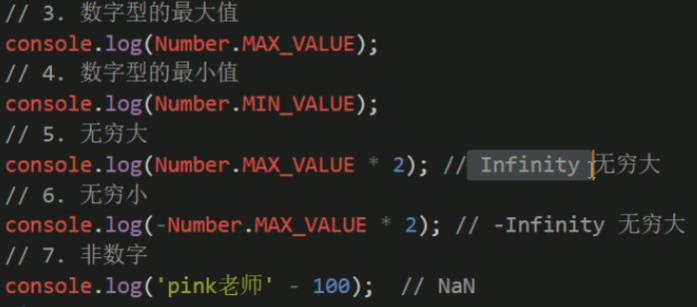 // 3. 数字型的最大值
console.log(Number.MAX_VALUE);
// 4. 数字型的最小值
console.log(Number.MIN_VALUE);
// 5. 无穷大
console.log(Number.MAX_VALUE * 2); // Infinity 无穷大
// 6. 无穷小
console.log(-Number.MAX_VALUE * 2); // -Infinity 无穷大
// 7. 非数字
console.log('pink老师' - 100);  // NaN